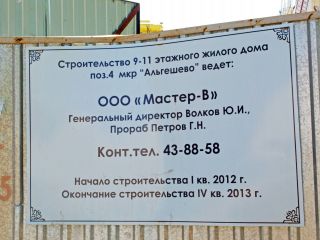 Строительство 9-11 этажного жилого дома
поз.4 мкр "Альгешево" ведет:
ООО «Мастер-В»
Генеральный директор Волков Ю.И.,
Прораб Петров Г.Н.
Конт.тел. 43-88-58
Начало строительства I кв. 2012 г.
Окончание строительства IV кв. 2013 г.